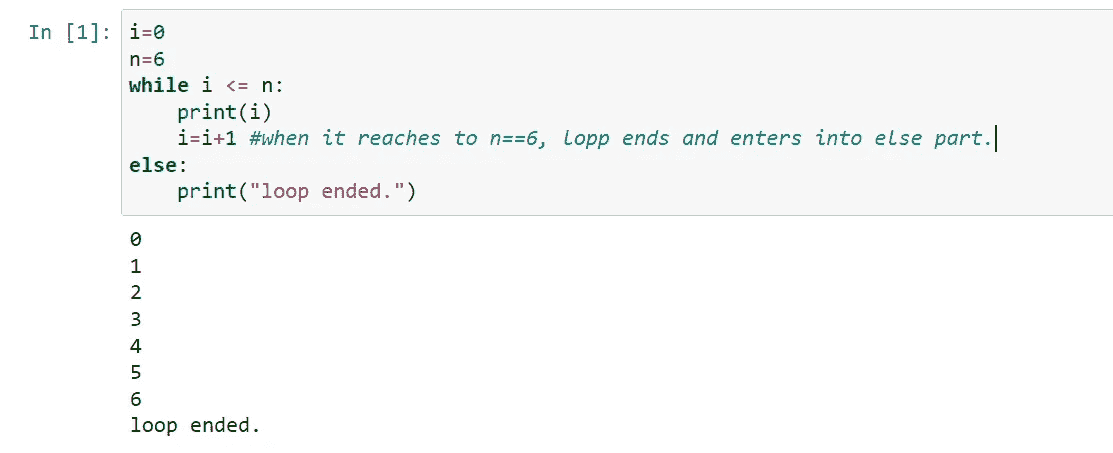 In [1]: i=0
n=6
while i <= n:
    print(i)
    i=i+1 #when it reaches to n==6, lopp ends and enters into else part.
else:
    print("loop ended.")
0
1
2
3
4
5
6
loop ended.